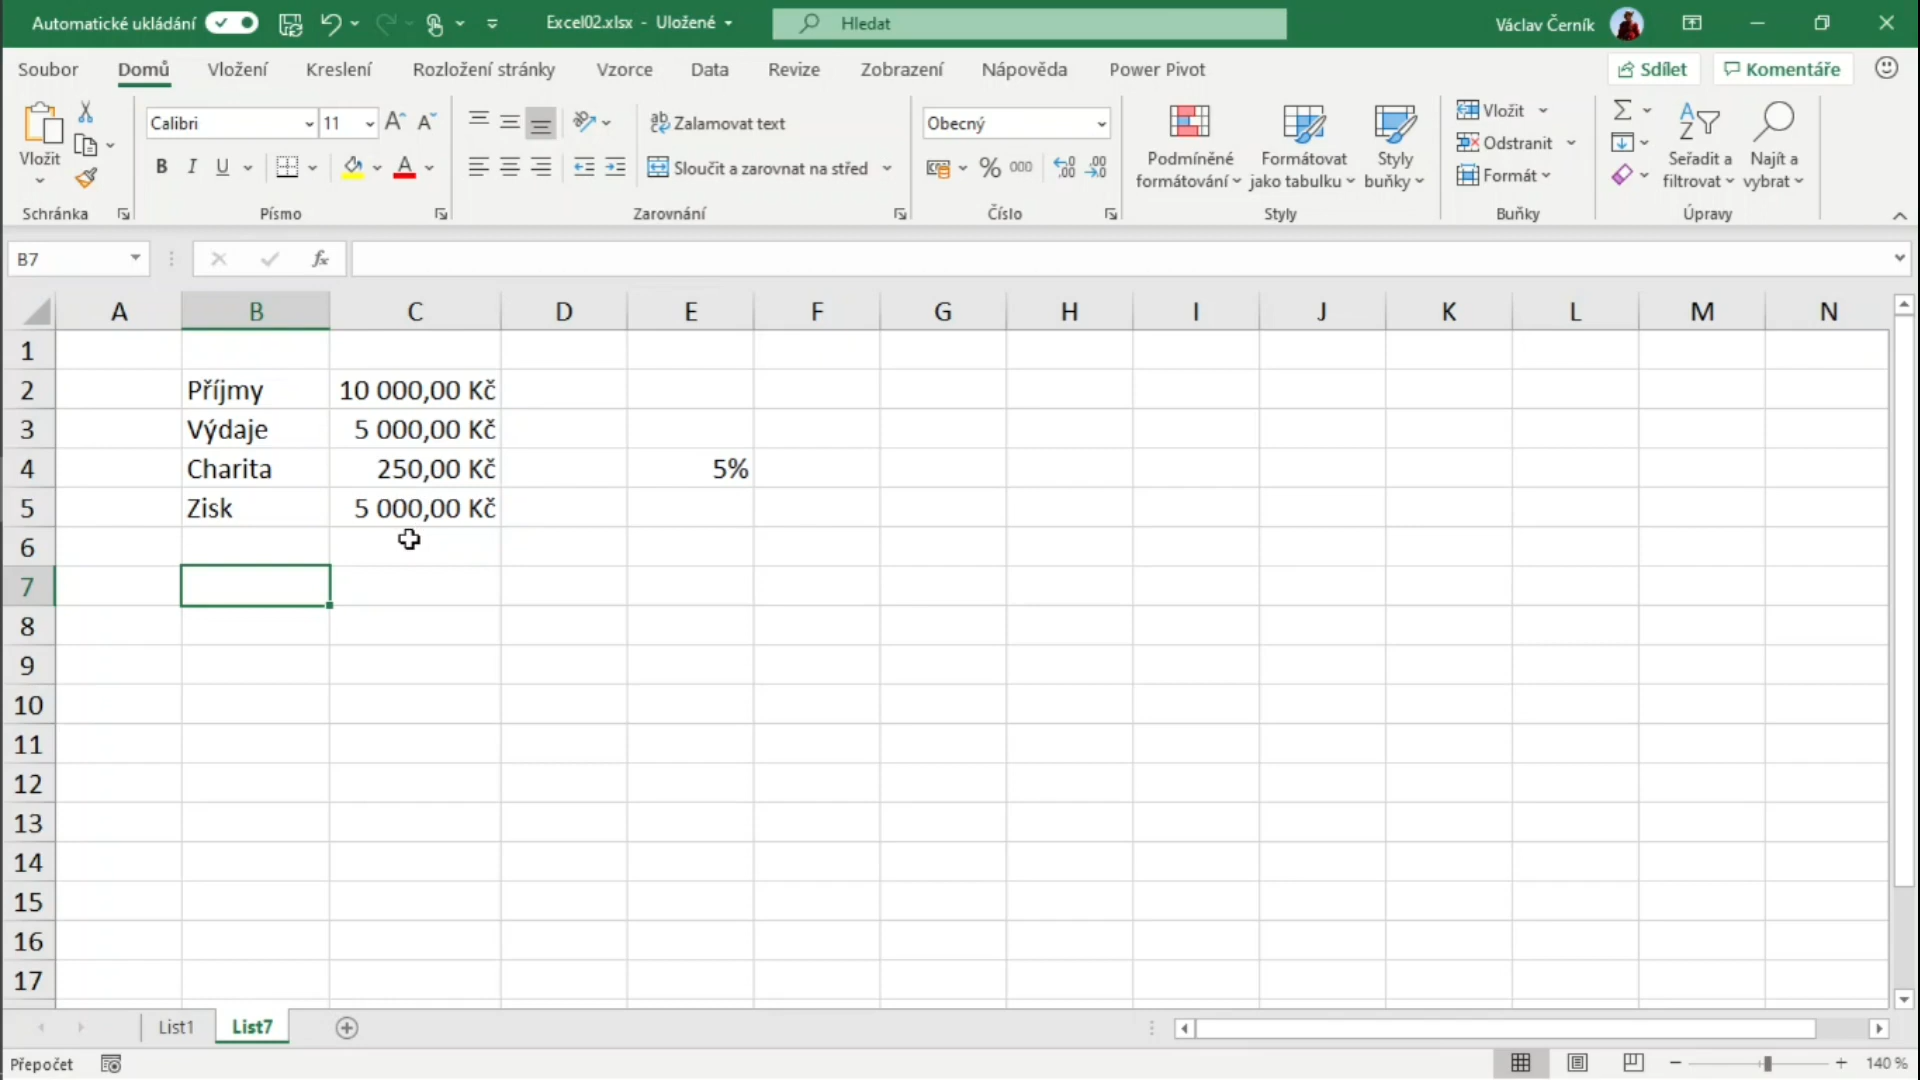 Automatické ukládání
Excel02.xlsx - Uložené
Hledat
Václav Černík
Soubor
Domů
Vložení
Kreslení
Rozložení stránky
Vzorce
Data
Revize
Zobrazení
Nápověda
Power Pivot
Sdílet
Komentáře
Vložit
Schránka
Calibri
11
B I U
Písmo
Zalamovat text
Sloučit a zarovnat na střed
Zarovnání
Obecný
% 000
Číslo
Podmíněné
formátování
Formátovat
jako tabulku
Styly
buňky
Styly
Vložit
Odstranit
Formát
Buňky
Seřadit a
filtrovat
Najít a
vybrat
Úpravy
B7
fx
A B C D E F G H I J K L M N
1
2 Příjmy 10 000,00 Kč
3 Výdaje 5 000,00 Kč
4 Charita 250,00 Kč 5%
5 Zisk 5 000,00 Kč
6
7
8
9
10
11
12
13
14
15
16
17
List1
List7
Přepočet
140 %